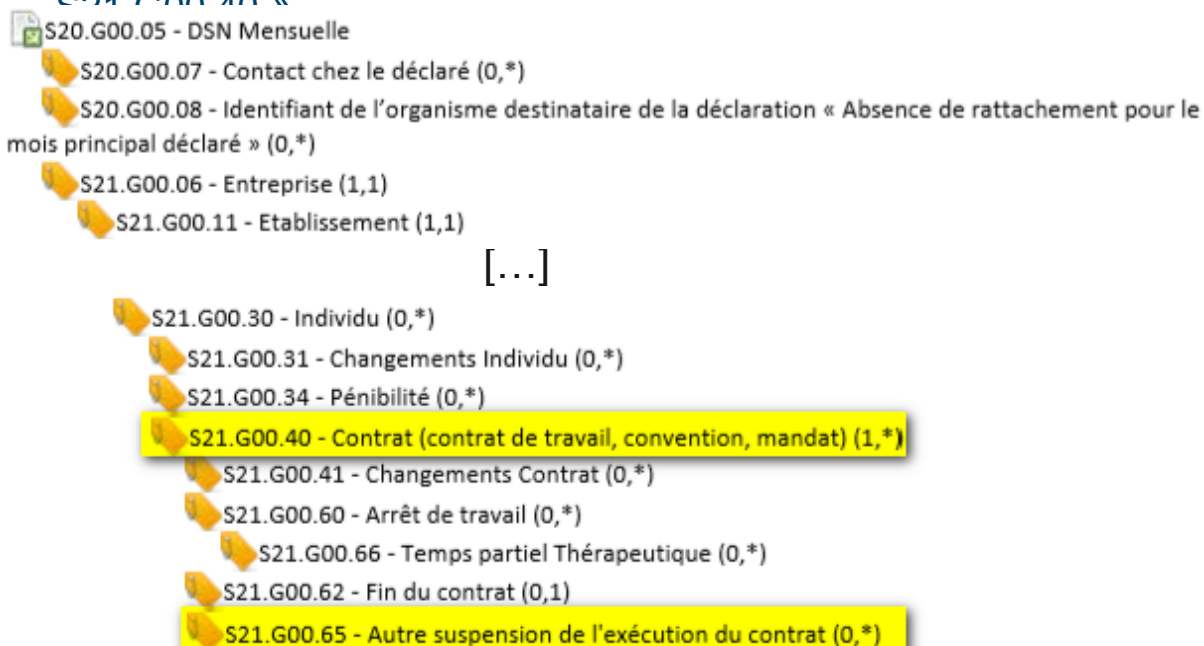 S21.G00.40 »
S20.G00.05 - DSN Mensuelle
S20.G00.07 - Contact chez le déclaré (0,*)
S20.G00.08 - Identifiant de l’organisme destinataire de la déclaration « Absence de rattachement pour le
mois principal déclaré » (0,*)
S21.G00.06 - Entreprise (1,1)
S21.G00.11 - Etablissement (1,1)
[…]
S21.G00.30 - Individu (0,*)
S21.G00.31 - Changements Individu (0,*)
S21.G00.34 - Pénibilité (0,*)
S21.G00.40 - Contrat (contrat de travail, convention, mandat) (1,*)
S21.G00.41 - Changements Contrat (0,*)
S21.G00.60 - Arrêt de travail (0,*)
S21.G00.66 - Temps partiel Thérapeutique (0,*)
S21.G00.62 - Fin du contrat (0,1)
S21.G00.65 - Autre suspension de l'exécution du contrat (0,*)